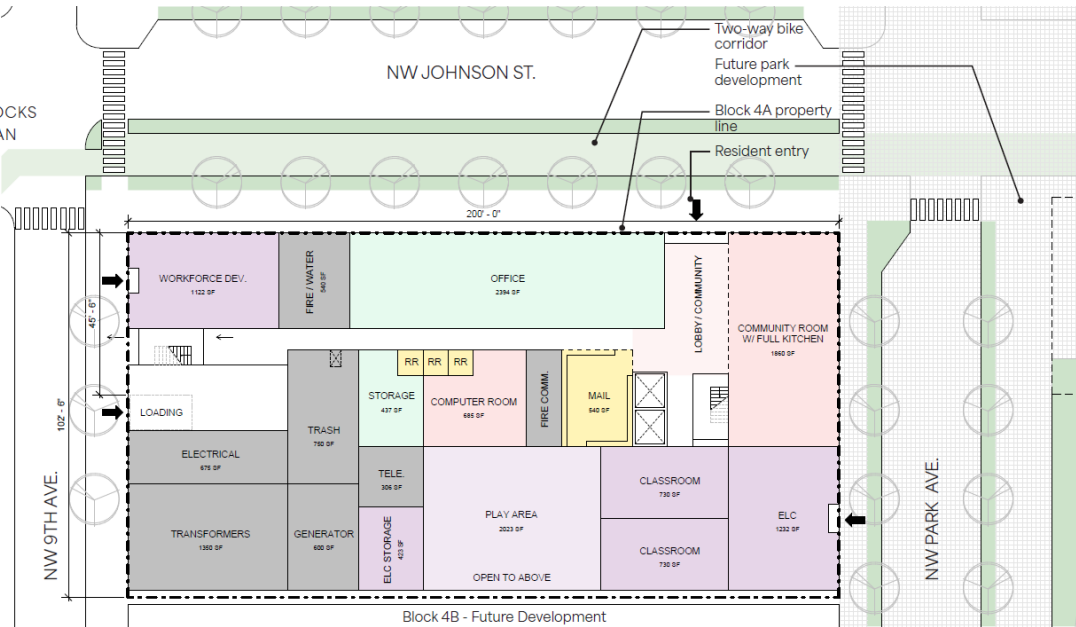 Two-way bike
corridor
NW JOHNSON ST.
Future park
development
OCKS
AN
Block 4A property
line
Resident entry
200' - 0"
WORKFORCE DEV.
1122 SF
FIRE / WATER
540 SF
OFFICE
2394 SF
LOBBY / COMMUNITY
COMMUNITY ROOM
W/ FULL KITCHEN
1860 SF
45' - 6"
102' - 6"
RR
RR
RR
STORAGE
437 SF
COMPUTER ROOM
685 SF
FIRE COMM.
MAIL
540 SF
LOADING
TRASH
750 SF
ELECTRICAL
675 SF
TELE.
306 SF
CLASSROOM
730 SF
PLAY AREA
2023 SF
ELC
1232 SF
TRANSFORMERS
1350 SF
GENERATOR
600 SF
ELC STORAGE
423 SF
CLASSROOM
730 SF
OPEN TO ABOVE
NW 9TH AVE.
NW PARK AVE.
Block 4B - Future Development